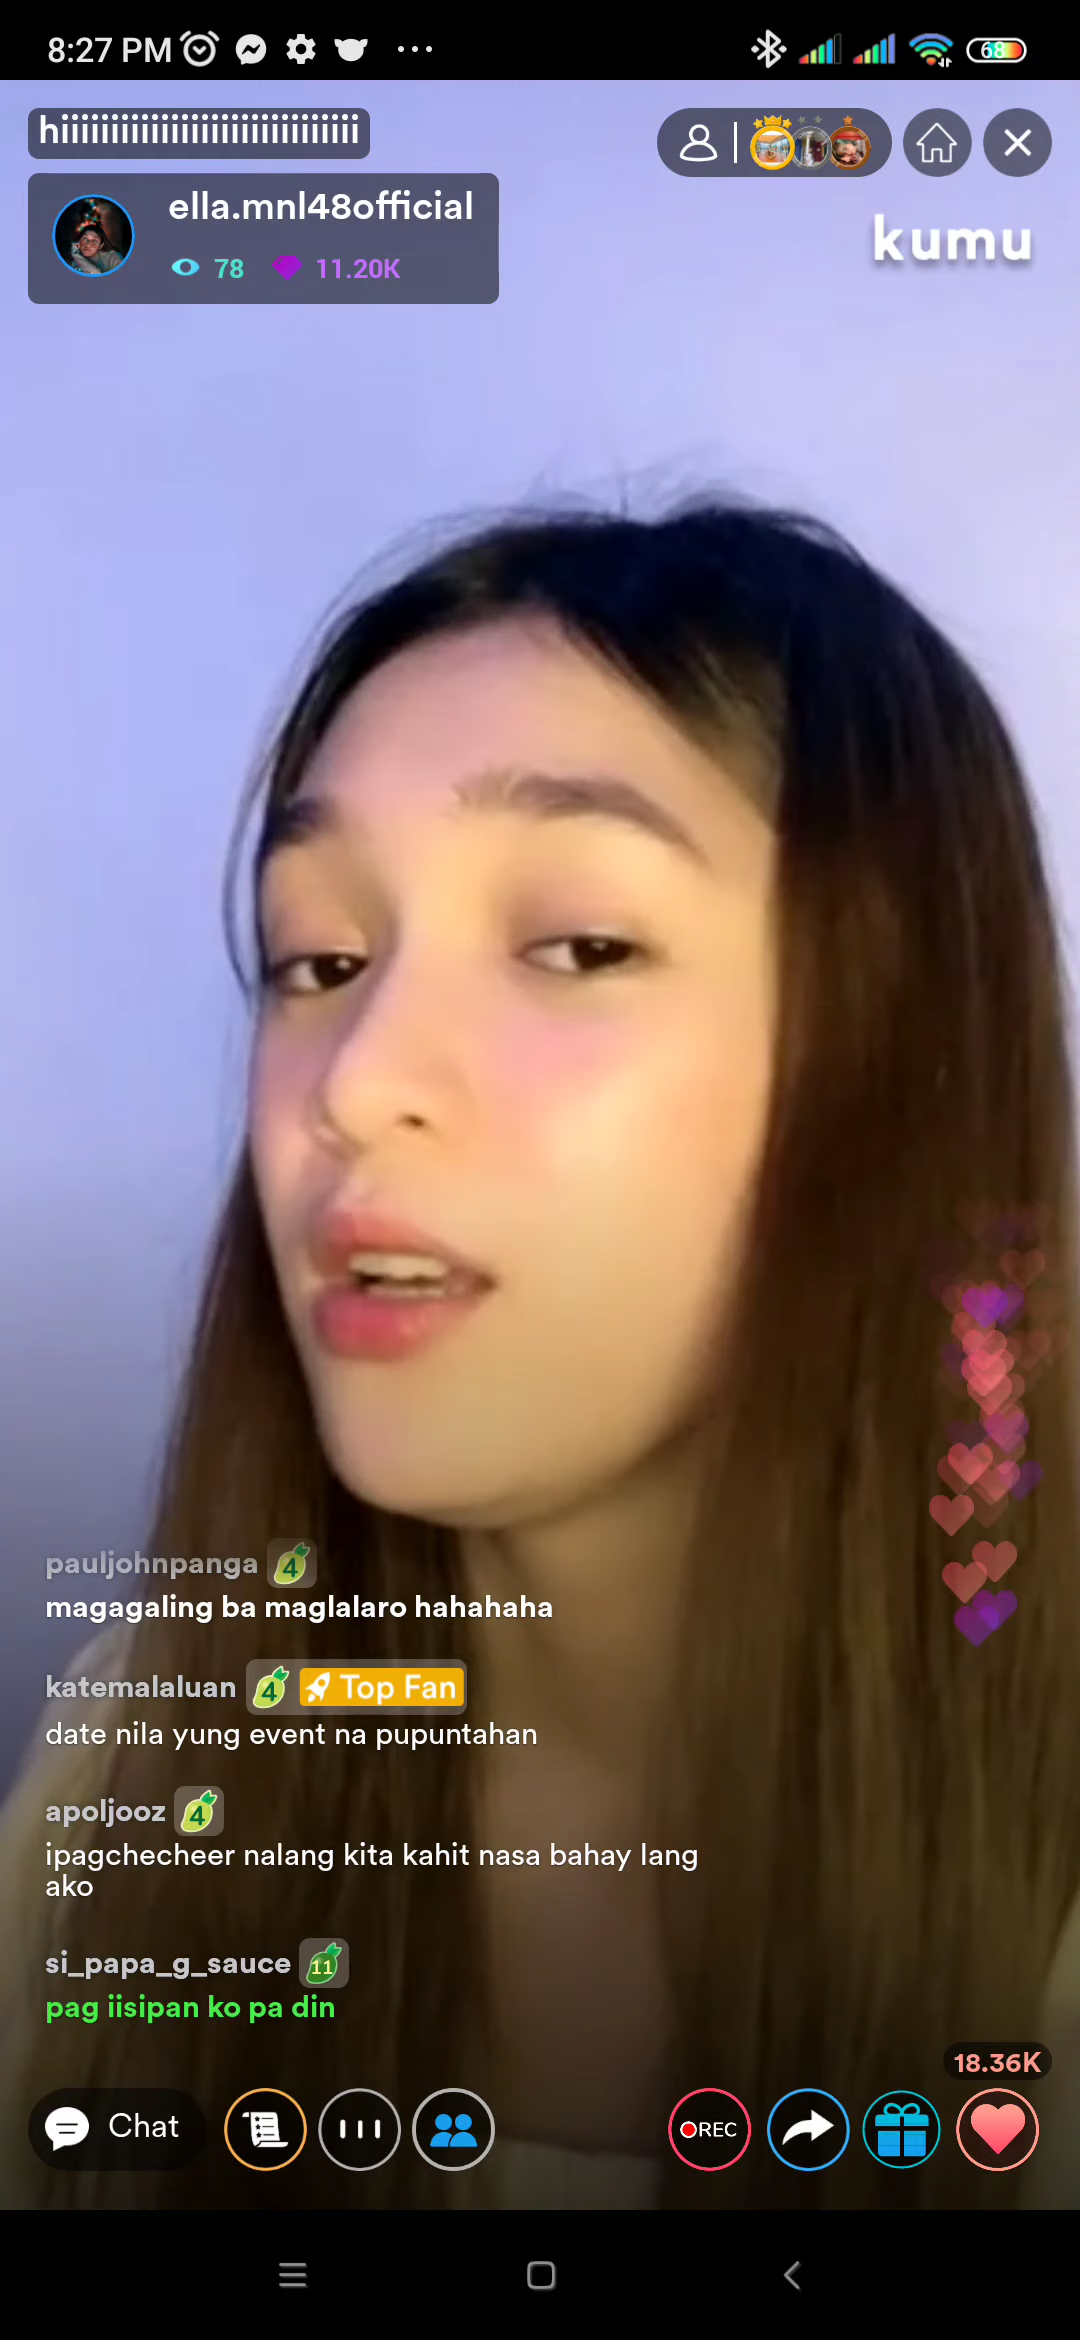 8:27 PM
68
hiiiiiiiiiiiiiiiiiiiiiiiiiiiiii
ella.mnl48official
78 11.20K
kumu
pauljohnpanga 4
magagaling ba maglalaro hahahaha
katemalaluan 4 Top Fan
date nila yung event na pupuntahan
apoljooz 4
ipagchecheer nalang kita kahit nasa bahay lang
ako
si_papa_g_sauce 11
pag iisipan ko pa din
18.36K
Chat
REC